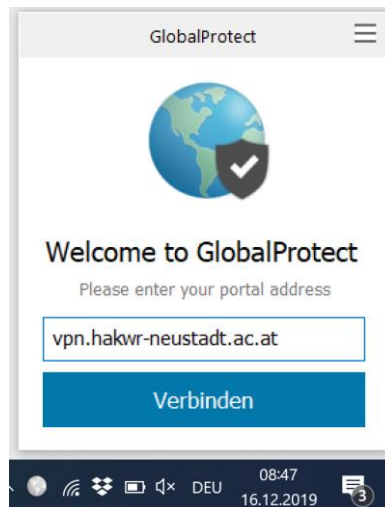 GlobalProtect
Welcome to GlobalProtect
Please enter your portal address
vpn.hakwr-neustadt.ac.at
Verbinden
DEU
08:47
16.12.2019
3